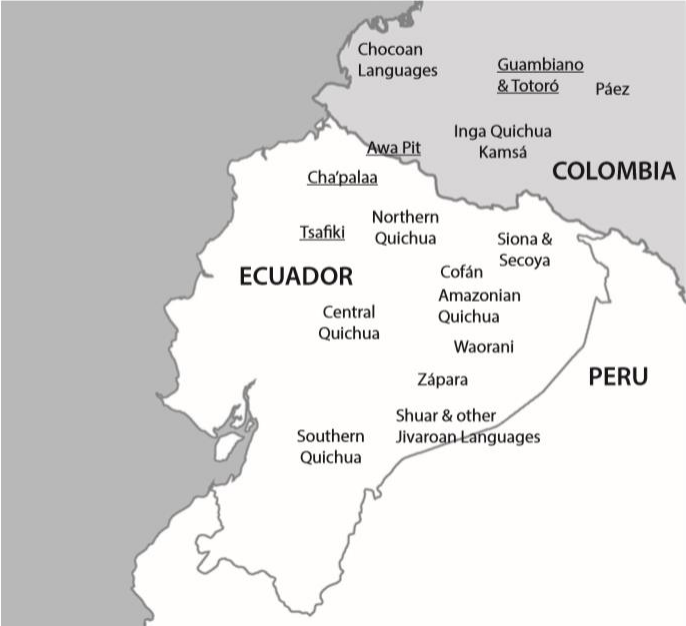 Chocoan
Languages
Guambiano
& Totoró
Páez
Inga Quichua
Kamsá
COLOMBIA
Awa Pit
Cha'palaa
Northern
Quichua
Tsafiki
Siona &
Secoya
ECUADOR
Cofán
Amazonian
Quichua
Central
Quichua
Waorani
Zápara
PERU
Shuar & other
Jivaroan Languages
Southern
Quichua